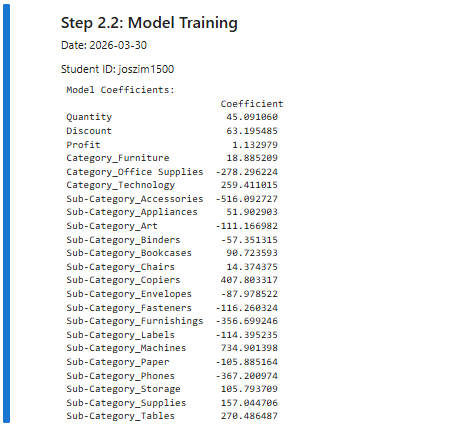 Step 2.2: Model Training
Date: 2026-03-30
Student ID: joszim1500
Model Coefficients:
Coefficient
Quantity 45.091060
Discount 63.195485
Profit 1.132979
Category_Furniture 18.885209
Category_Office Supplies -278.296224
Category_Technology 259.411015
Sub-Category_Accessories -516.092727
Sub-Category_Appliances 51.902903
Sub-Category_Art -111.166982
Sub-Category_Binders -57.351315
Sub-Category_Bookcases 90.723593
Sub-Category_Chairs 14.374375
Sub-Category_Copiers 407.803317
Sub-Category_Envelopes -87.978522
Sub-Category_Fasteners -116.260324
Sub-Category_Furnishings -356.699246
Sub-Category_Labels -114.395235
Sub-Category_Machines 734.901398
Sub-Category_Paper -105.885164
Sub-Category_Phones -367.200974
Sub-Category_Storage 105.793709
Sub-Category_Supplies 157.044706
Sub-Category_Tables 270.486487